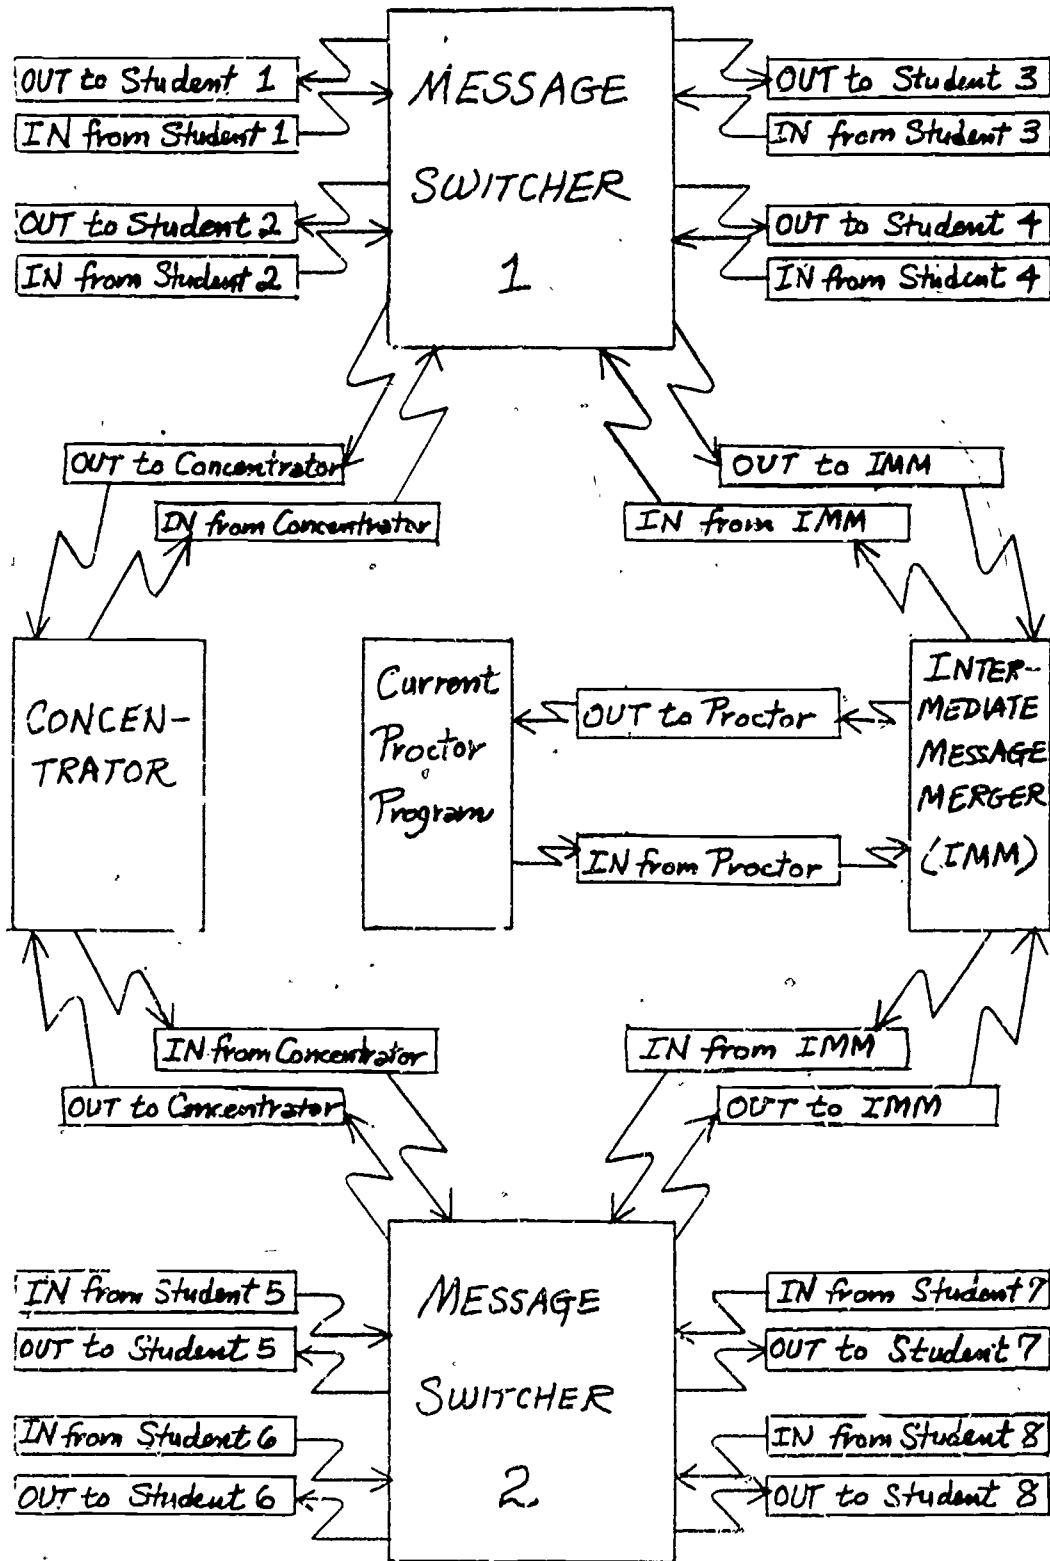 OUT to Student 1
IN from Student 1
OUT to Student 2
IN from Student 2
MESSAGE
SWITCHER
1
OUT to Student 3
IN from Student 3
OUT to Student 4
IN from Student 4
OUT to Concentrator
IN from Concentrator
OUT to IMM
IN from IMM
CONCEN-
TRATOR
Current
Proctor
Program
OUT to Proctor
IN from Proctor
INTER-
MEDIATE
MESSAGE
MERGER
(IMM)
IN from Concentrator
OUT to Concentrator
IN from IMM
OUT to IMM
IN from Student 5
OUT to Student 5
IN from Student 6
OUT to Student 6
MESSAGE
SWITCHER
2.
IN from Student 7
OUT to Student 7
IN from Student 8
OUT to Student 8